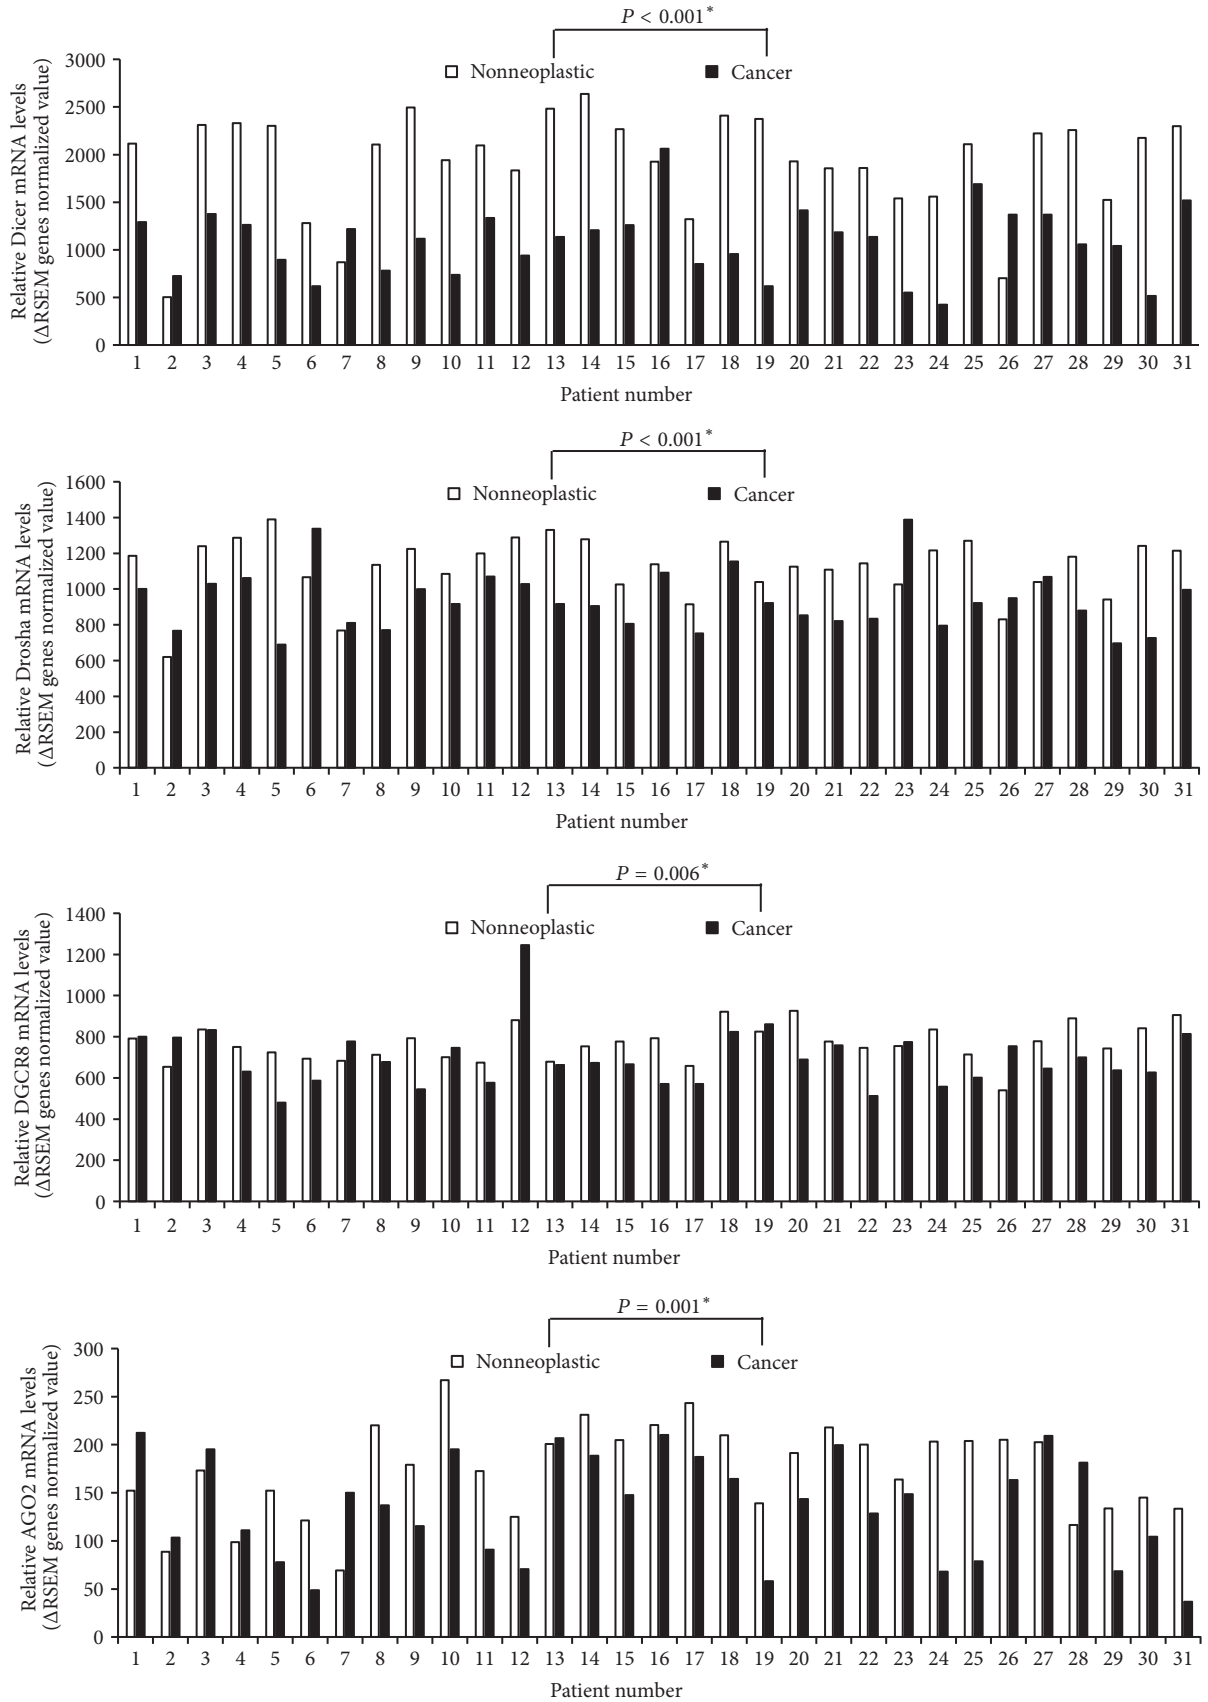 P < 0.001*
Nonneoplastic
Cancer
Relative Dicer mRNA levels
(ΔRSEM genes normalized value)
3000
2500
2000
1500
1000
500
0
1 2 3 4 5 6 7 8 9 10 11 12 13 14 15 16 17 18 19 20 21 22 23 24 25 26 27 28 29 30 31
Patient number
P < 0.001*
Nonneoplastic
Cancer
Relative Drosha mRNA levels
(ΔRSEM genes normalized value)
1600
1400
1200
1000
800
600
400
200
0
1 2 3 4 5 6 7 8 9 10 11 12 13 14 15 16 17 18 19 20 21 22 23 24 25 26 27 28 29 30 31
Patient number
P = 0.006*
Nonneoplastic
Cancer
Relative DGCR8 mRNA levels
(ΔRSEM genes normalized value)
1400
1200
1000
800
600
400
200
0
1 2 3 4 5 6 7 8 9 10 11 12 13 14 15 16 17 18 19 20 21 22 23 24 25 26 27 28 29 30 31
Patient number
P = 0.001*
Nonneoplastic
Cancer
Relative AGO2 mRNA levels
(ΔRSEM genes normalized value)
300
250
200
150
100
50
0
1 2 3 4 5 6 7 8 9 10 11 12 13 14 15 16 17 18 19 20 21 22 23 24 25 26 27 28 29 30 31
Patient number